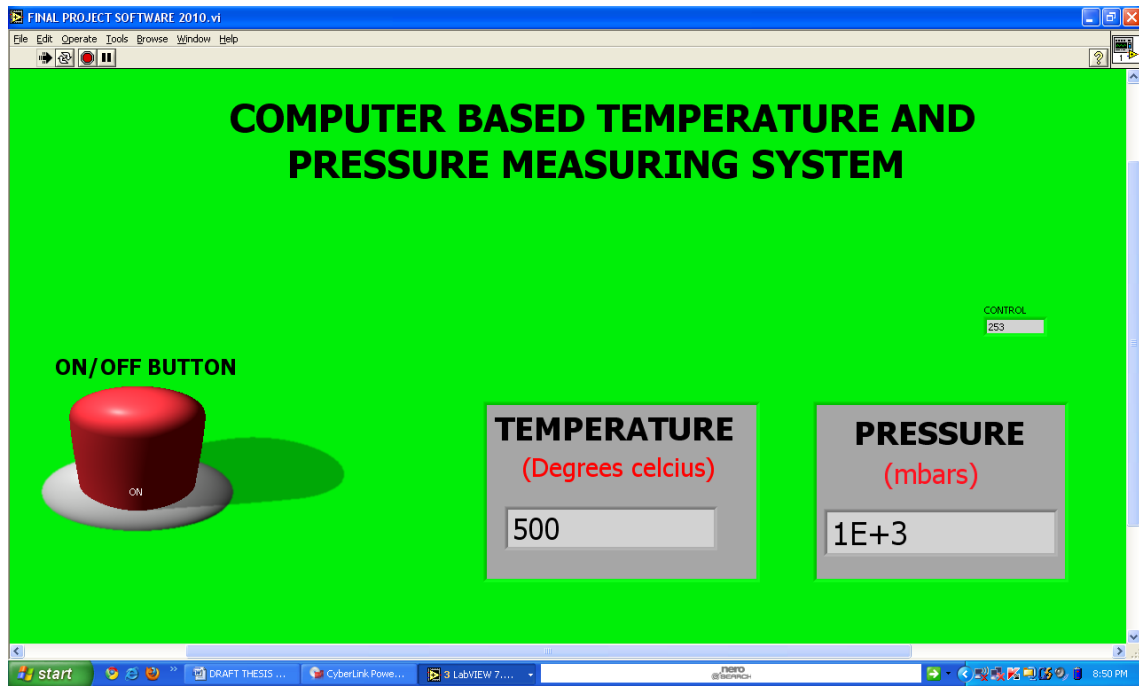 FINAL PROJECT SOFTWARE 2010.vi
File Edit Operate Tools Browse Window Help
1
COMPUTER BASED TEMPERATURE AND
PRESSURE MEASURING SYSTEM
CONTROL
253
ON/OFF BUTTON
ON
TEMPERATURE
(Degrees celcius)
500
PRESSURE
(mbars)
1E+3
start
DRAFT THESIS ...
CyberLink Powe...
3 LabVIEW 7....
nero
SEARCH
8:50 PM